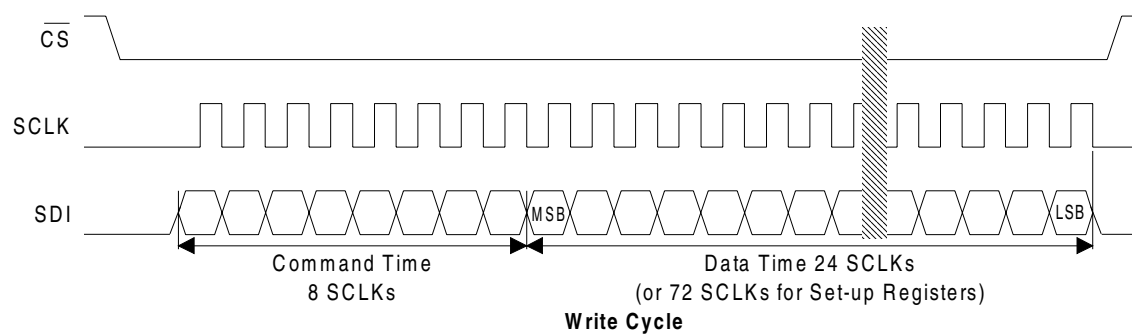 CS
SCLK
SDI
MSB
LSB
Command Time
8 SCLKs
Data Time 24 SCLKs
(or 72 SCLKs for Set-up Registers)
Write Cycle